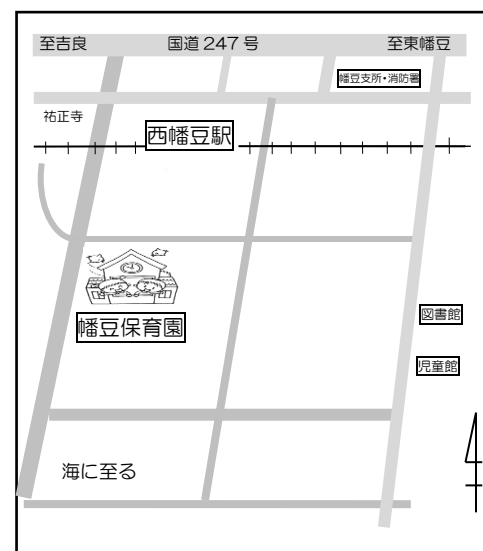 至吉良
国道247号
至東幡豆
幡豆支所・消防署
祐正寺
西幡豆駅
幡豆保育園
図書館
児童館
海に至る